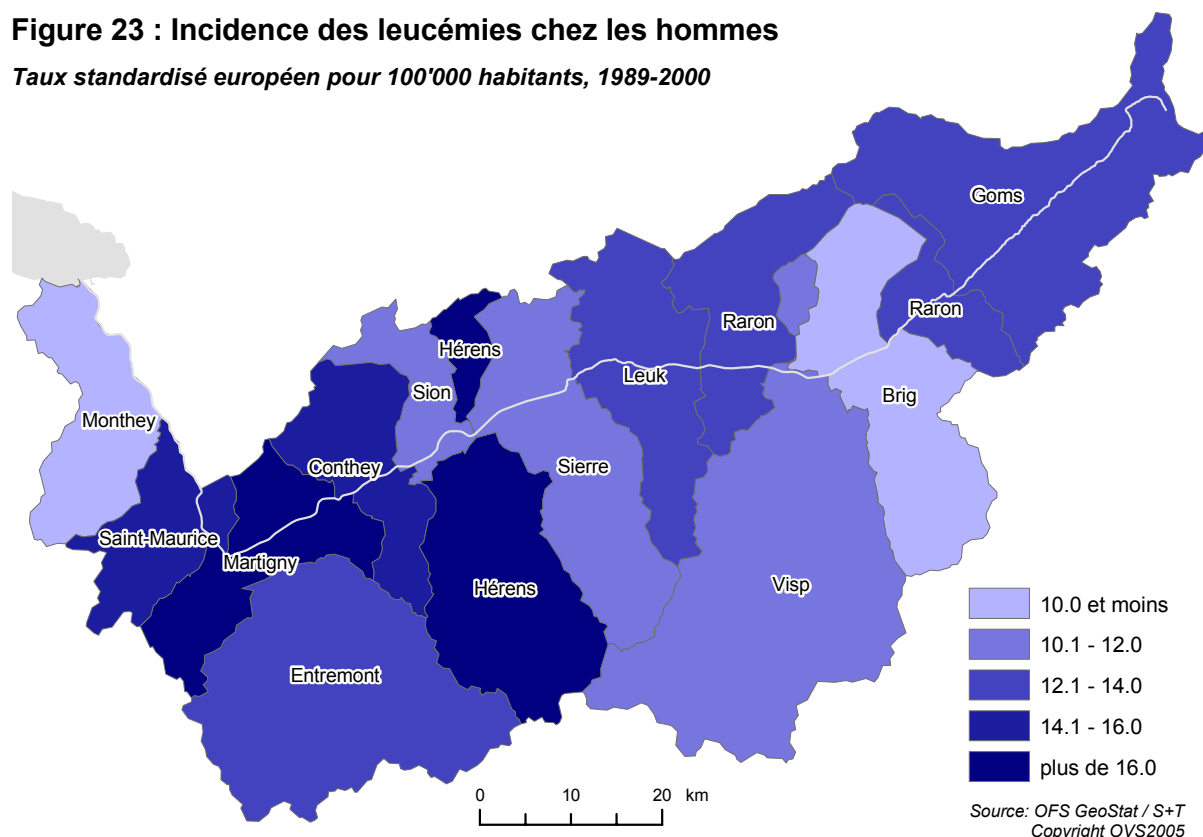 Figure 23 : Incidence des leucémies chez les hommes
Taux standardisé européen pour 100'000 habitants, 1989-2000
Goms
Raron
Raron
Hérens
Leuk
Sion
Brig
Monthey
Conthey
Sierre
Saint-Maurice
Martigny
Hérens
Visp
Entremont
10.0 et moins
10.1 - 12.0
12.1 - 14.0
14.1 - 16.0
plus de 16.0
0 10 20 km
Source: OFS GeoStat / S+T
Copyright OVS2005